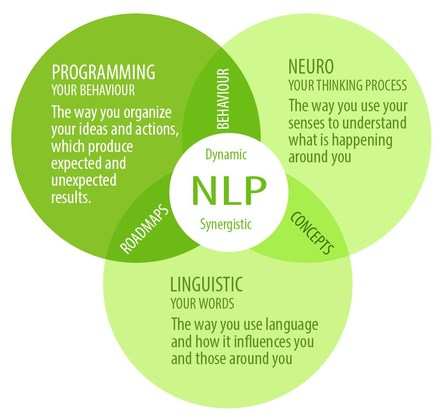 PROGRAMMING
YOUR BEHAVIOUR
The way you organize
your ideas and actions,
which produce
expected and
unexpected
results.
BEHAVIOUR
NEURO
YOUR THINKING PROCESS
The way you use your
senses to understand
what is happening
around you
Dynamic
NLP
Synergistic
ROADMAPS
CONCEPTS
LINGUISTIC
YOUR WORDS
The way you use language
and how it influences you
and those around you